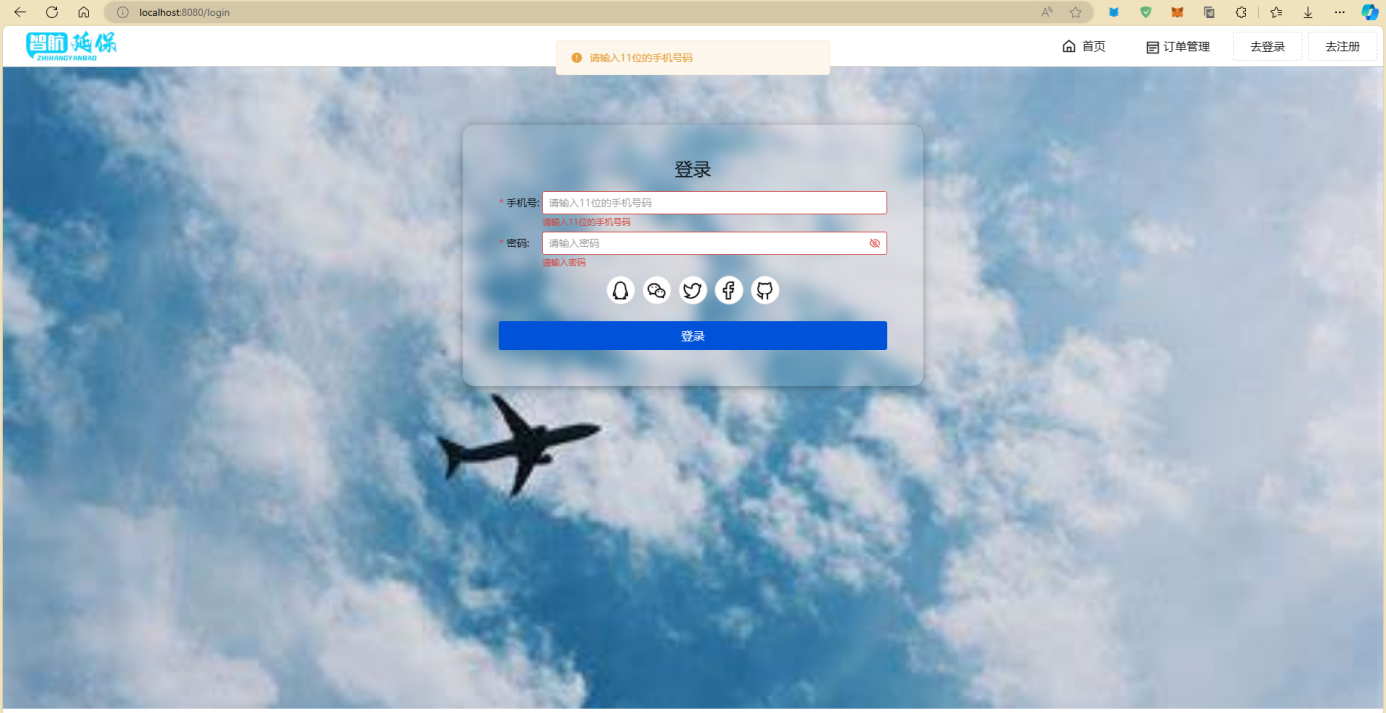 localhost:8080/login
智航延保
ZHIHANGYANBAO
请输入11位的手机号码
首页
订单管理
去登录
去注册
登录
* 手机号: 请输入11位的手机号码
请输入11位的手机号码
* 密码: 请输入密码
请输入密码
登录